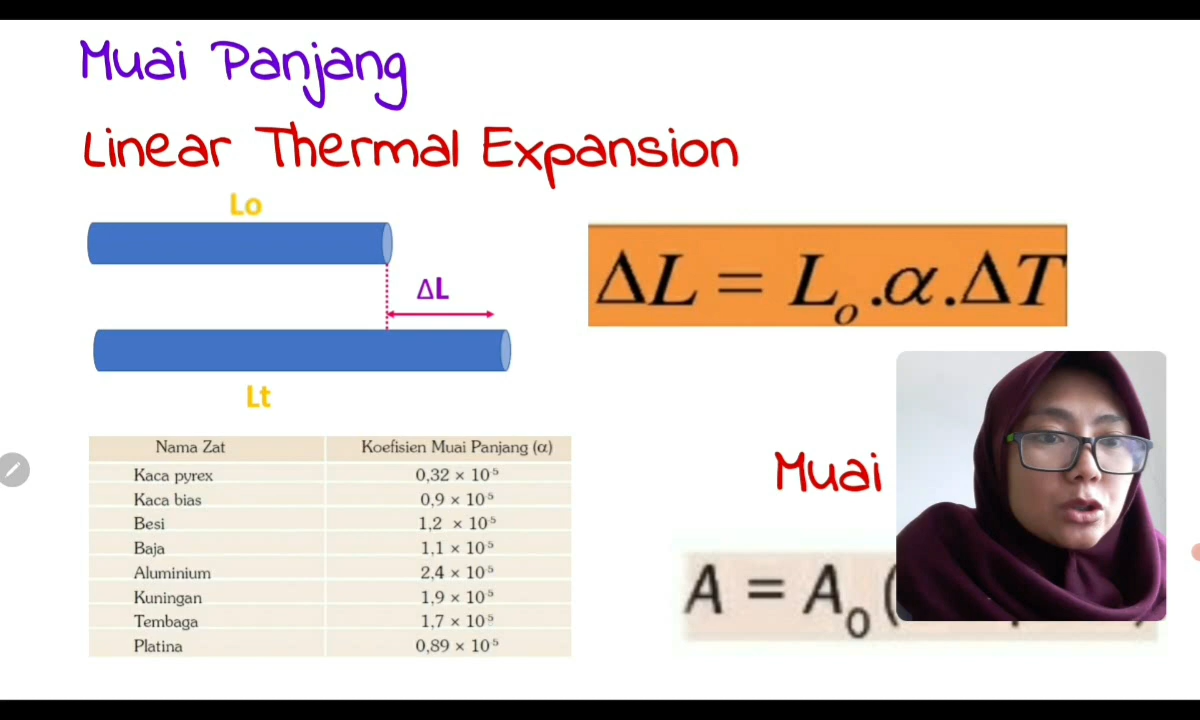 Muai Panjang
Linear Thermal Expansion
Lo
ΔL
Lt
ΔL = Lo.α.ΔT
Nama Zat Koefisien Muai Panjang (α)
Kaca pyrex 0,32 × 10⁻⁵
Kaca bias 0,9 × 10⁻⁵
Besi 1,2 × 10⁻⁵
Baja 1,1 × 10⁻⁵
Aluminium 2,4 × 10⁻⁵
Kuningan 1,9 × 10⁻⁵
Tembaga 1,7 × 10⁻⁵
Platina 0,89 × 10⁻⁵
Muai
A = A₀ (